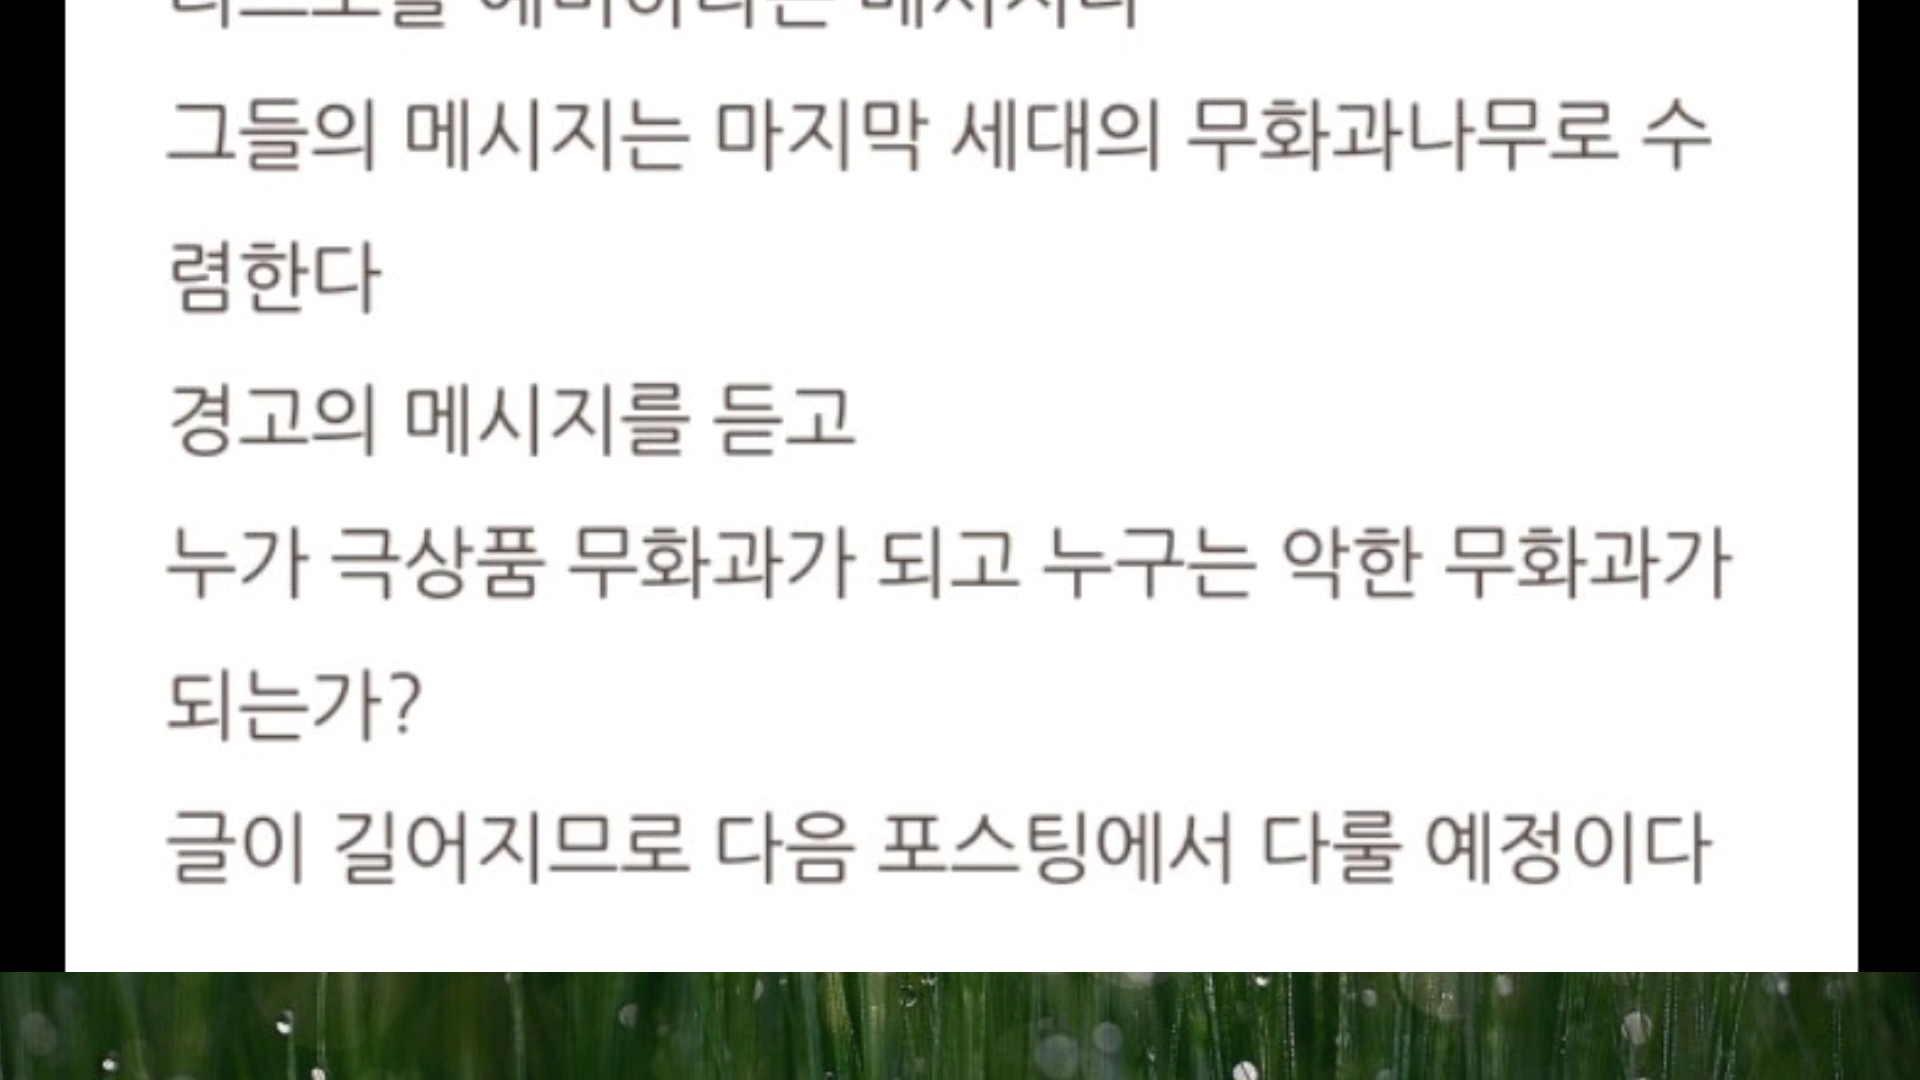 그들의 메시지는 마지막 세대의 무화과나무로 수
렴한다
경고의 메시지를 듣고
누가 극상품 무화과가 되고 누구는 악한 무화과가
되는가?
글이 길어지므로 다음 포스팅에서 다룰 예정이다